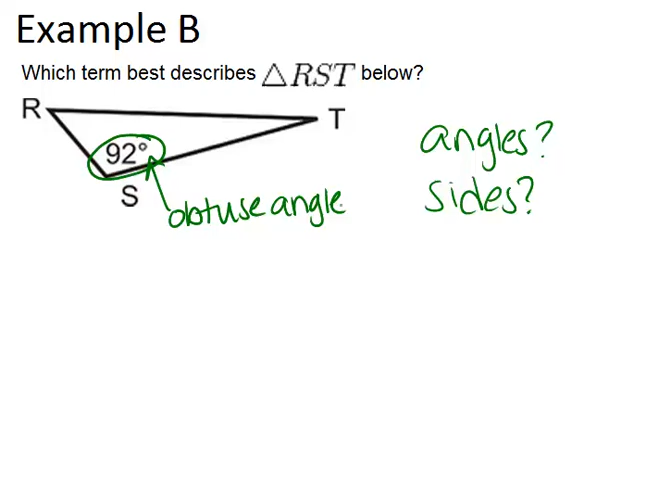 Example B
Which term best describes △RST below?
R
T
92°
S
obtuse angle
angles?
sides?